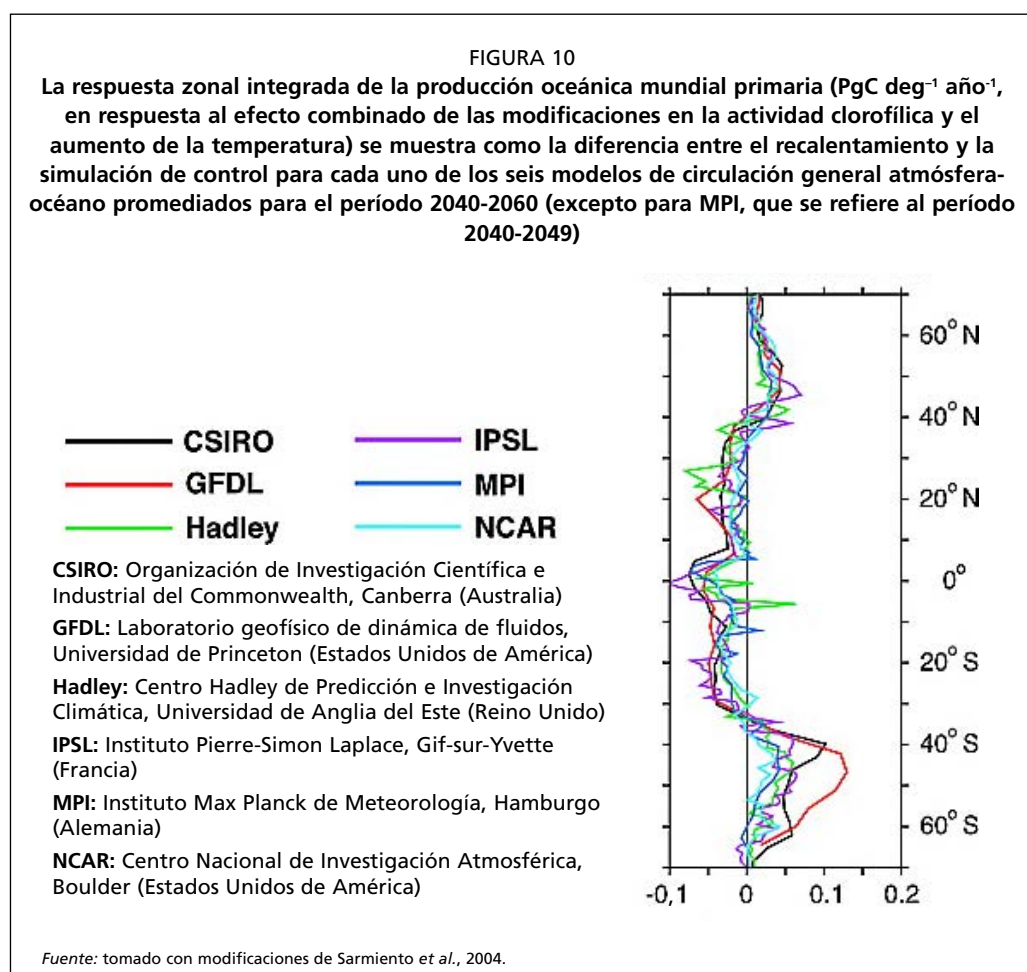 FIGURA 10
La respuesta zonal integrada de la producción oceánica mundial primaria (PgC deg⁻¹ año⁻¹,
en respuesta al efecto combinado de las modificaciones en la actividad clorofílica y el
aumento de la temperatura) se muestra como la diferencia entre el recalentamiento y la
simulación de control para cada uno de los seis modelos de circulación general atmósfera-
océano promediados para el período 2040-2060 (excepto para MPI, que se refiere al período
2040-2049)
CSIRO
IPSL
GFDL
MPI
Hadley
NCAR
CSIRO: Organización de Investigación Científica e
Industrial del Commonwealth, Canberra (Australia)
GFDL: Laboratorio geofísico de dinámica de fluidos,
Universidad de Princeton (Estados Unidos de América)
Hadley: Centro Hadley de Predicción e Investigación
Climática, Universidad de Anglia del Este (Reino Unido)
IPSL: Instituto Pierre-Simon Laplace, Gif-sur-Yvette
(Francia)
MPI: Instituto Max Planck de Meteorología, Hamburgo
(Alemania)
NCAR: Centro Nacional de Investigación Atmosférica,
Boulder (Estados Unidos de América)
60° N
40° N
20° N
0°
20° S
40° S
60° S
-0,1 0 0.1 0.2
Fuente: tomado con modificaciones de Sarmiento et al., 2004.